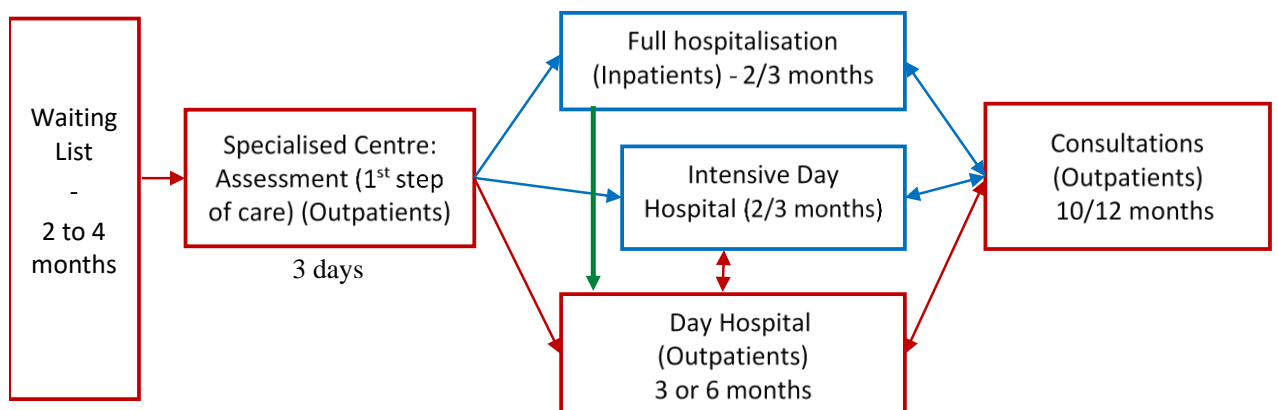 Waiting
List
-
2 to 4
months
Specialised Centre:
Assessment (1st step
of care) (Outpatients)
3 days
Full hospitalisation
(Inpatients) - 2/3 months
Intensive Day
Hospital (2/3 months)
Day Hospital
(Outpatients)
3 or 6 months
Consultations
(Outpatients)
10/12 months